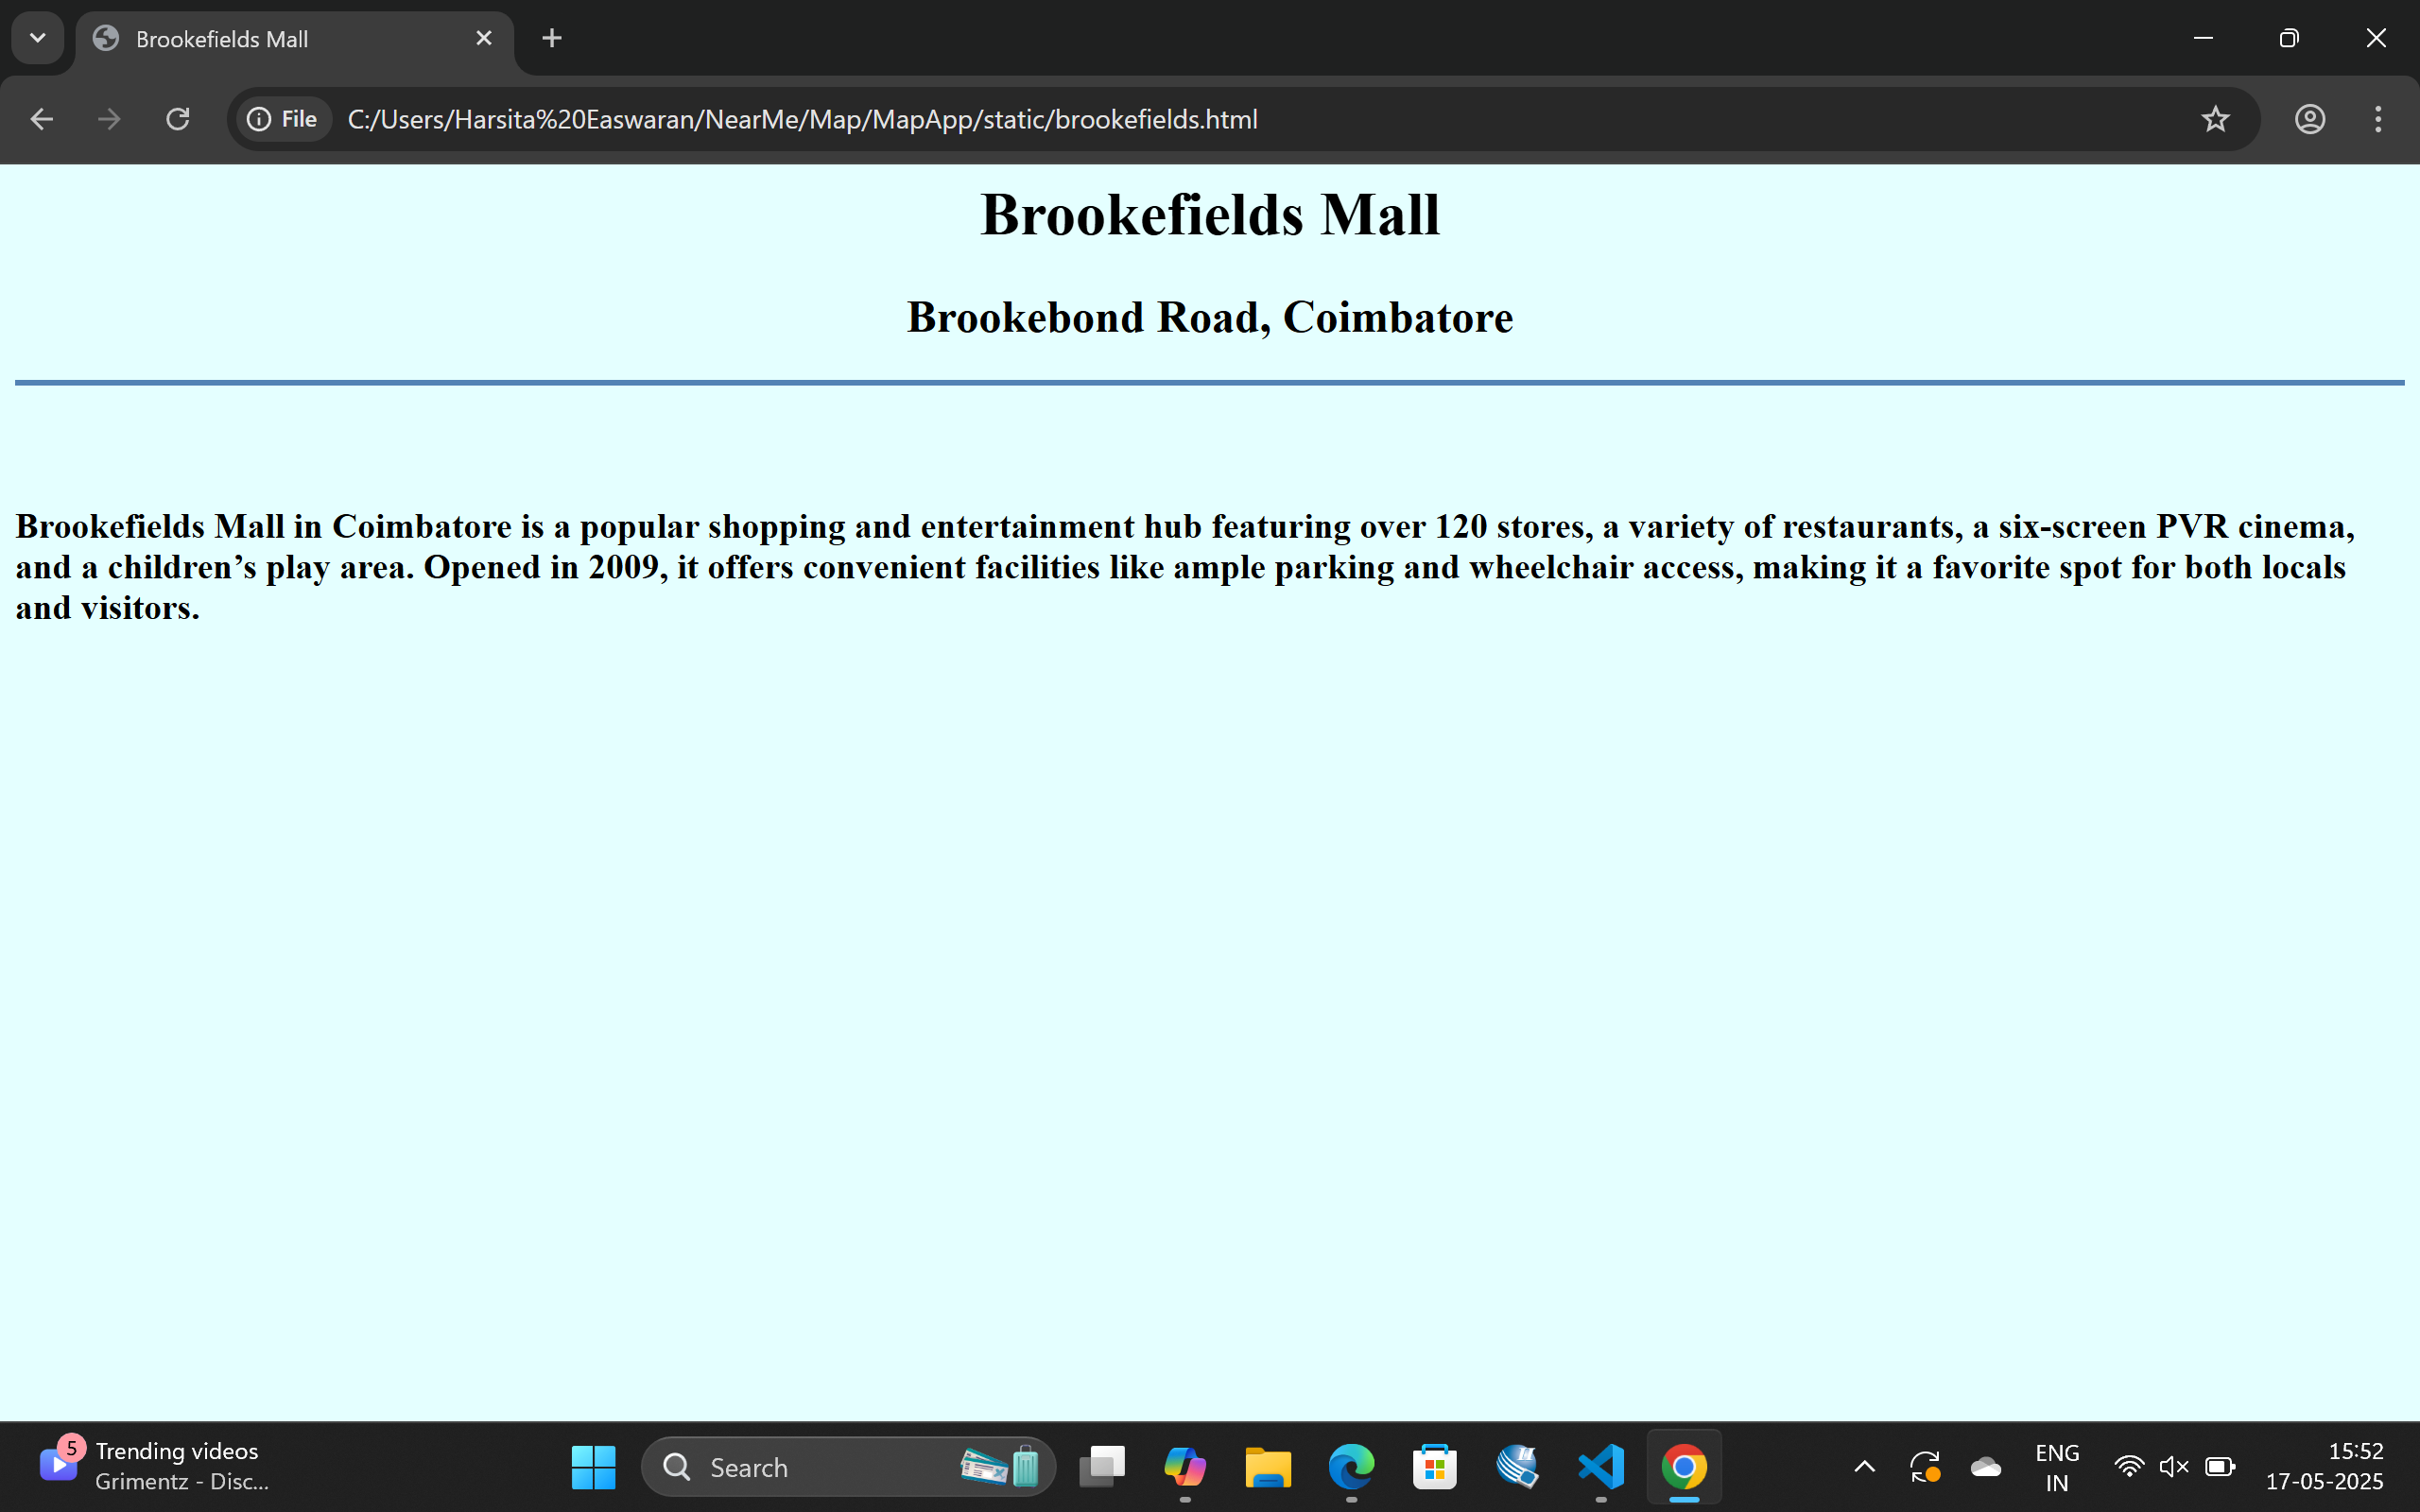 Brookefields Mall
File
C:/Users/Harsita%20Easwaran/NearMe/Map/MapApp/static/brookefields.html
Brookefields Mall
Brookebond Road, Coimbatore
Brookefields Mall in Coimbatore is a popular shopping and entertainment hub featuring over 120 stores, a variety of restaurants, a six-screen PVR cinema,
and a children’s play area. Opened in 2009, it offers convenient facilities like ample parking and wheelchair access, making it a favorite spot for both locals
and visitors.
5
Trending videos
Grimentz - Disc...
Search
ENG
IN
15:52
17-05-2025